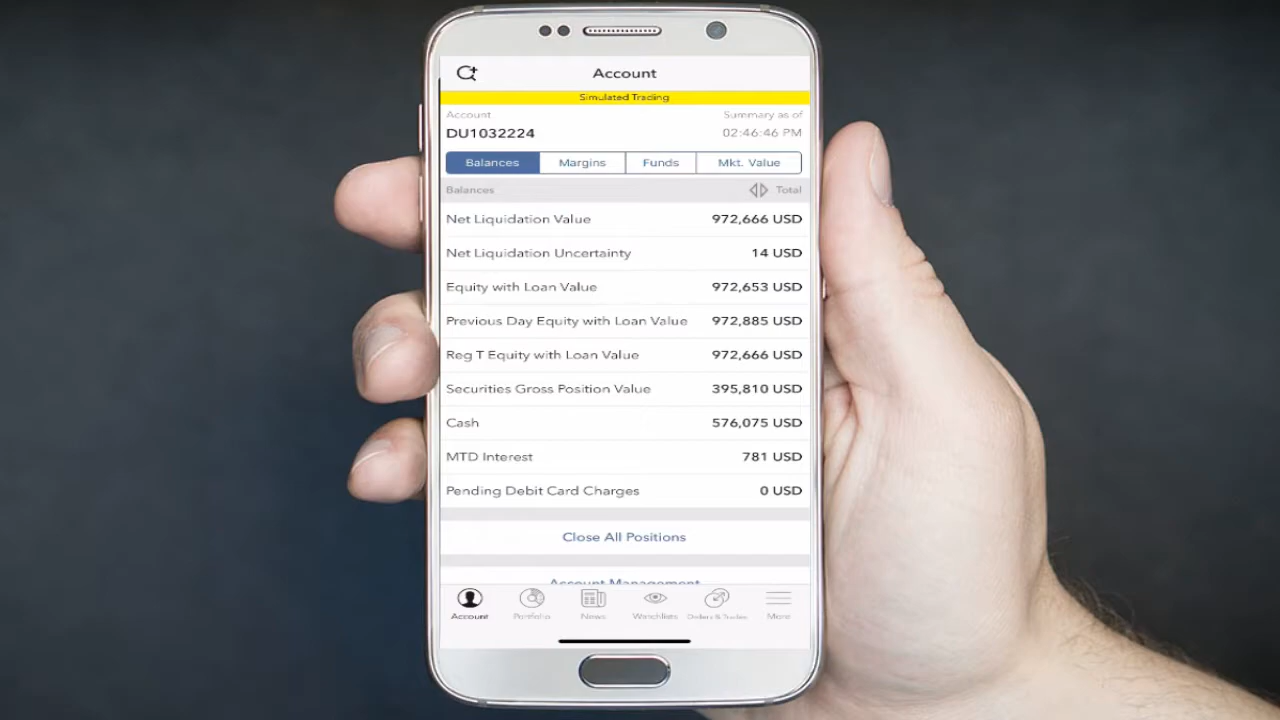 Account
Simulated Trading
Account
Summary as of
DU1032224
02:46:46 PM
Balances Margins Funds Mkt. Value
Balances Total
Net Liquidation Value 972,666 USD
Net Liquidation Uncertainty 14 USD
Equity with Loan Value 972,653 USD
Previous Day Equity with Loan Value 972,885 USD
Reg T Equity with Loan Value 972,666 USD
Securities Gross Position Value 395,810 USD
Cash 576,075 USD
MTD Interest 781 USD
Pending Debit Card Charges 0 USD
Close All Positions
Account Management
Account Portfolio News Watchlists Orders & Trades More